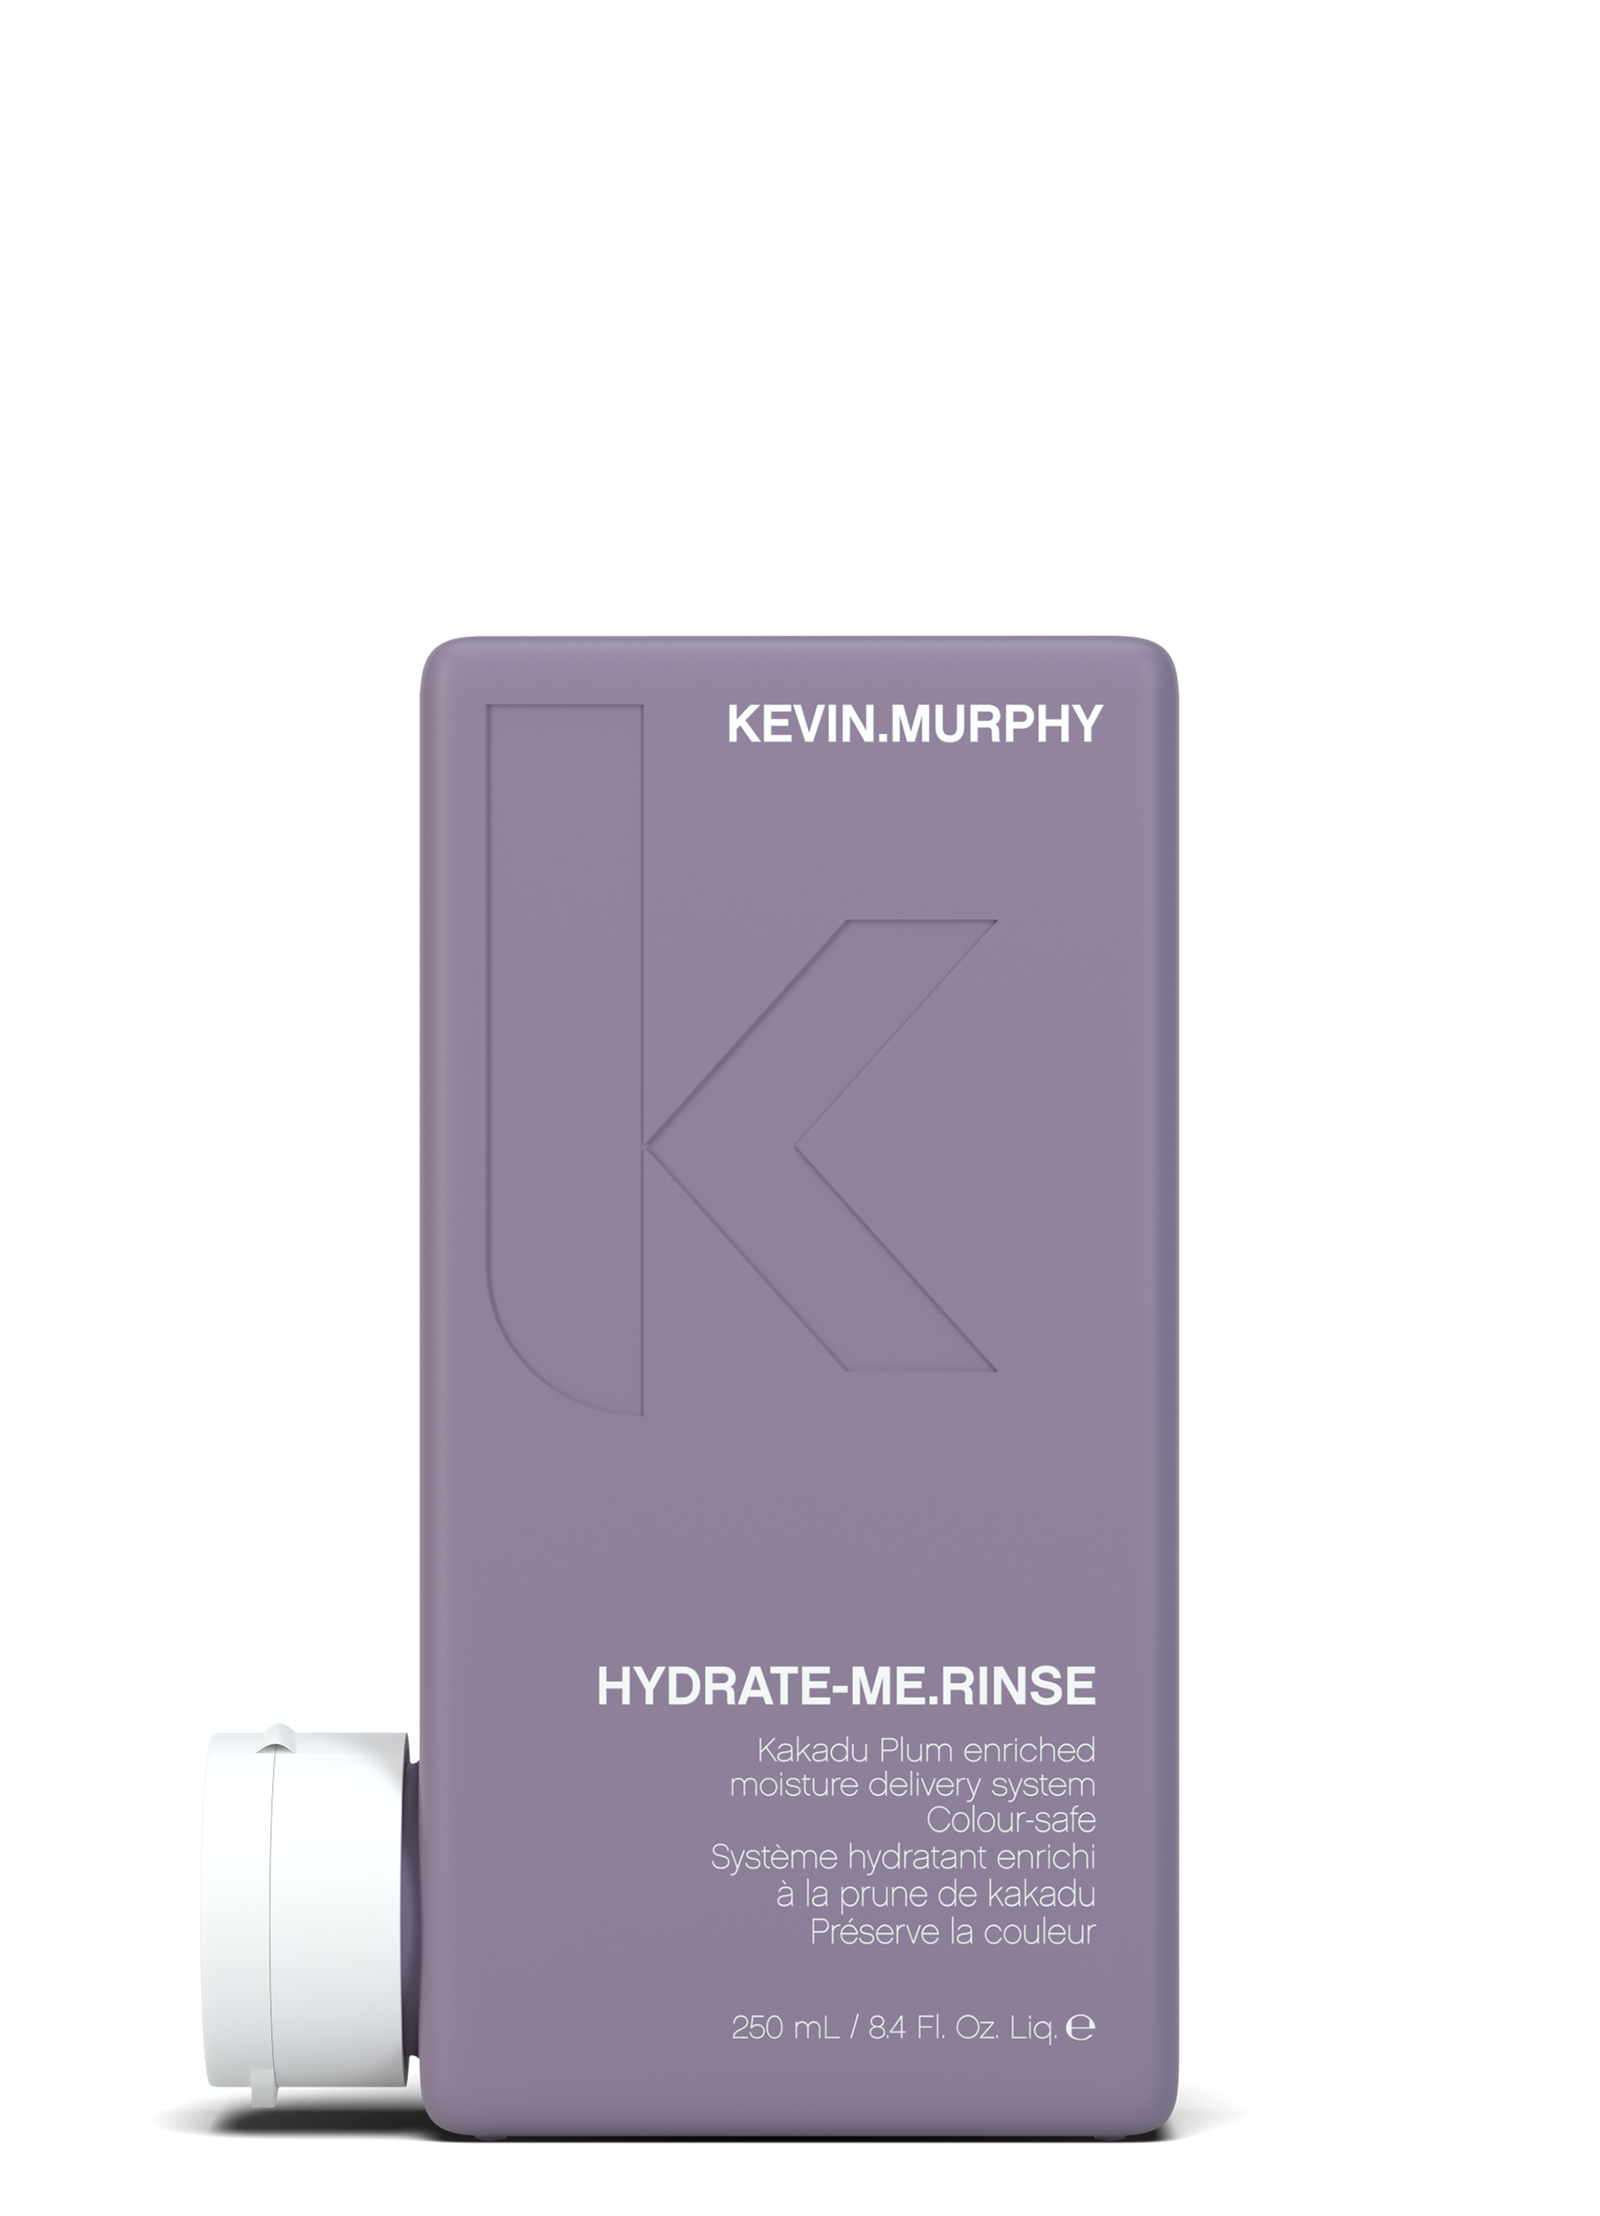 KEVIN.MURPHY
K
HYDRATE-ME.RINSE
Kakadu Plum enriched
moisture delivery system
Colour-safe
Système hydratant enrichi
à la prune de kakadu
Préserve la couleur
250 mL / 8.4 Fl. Oz. Liq. ℮